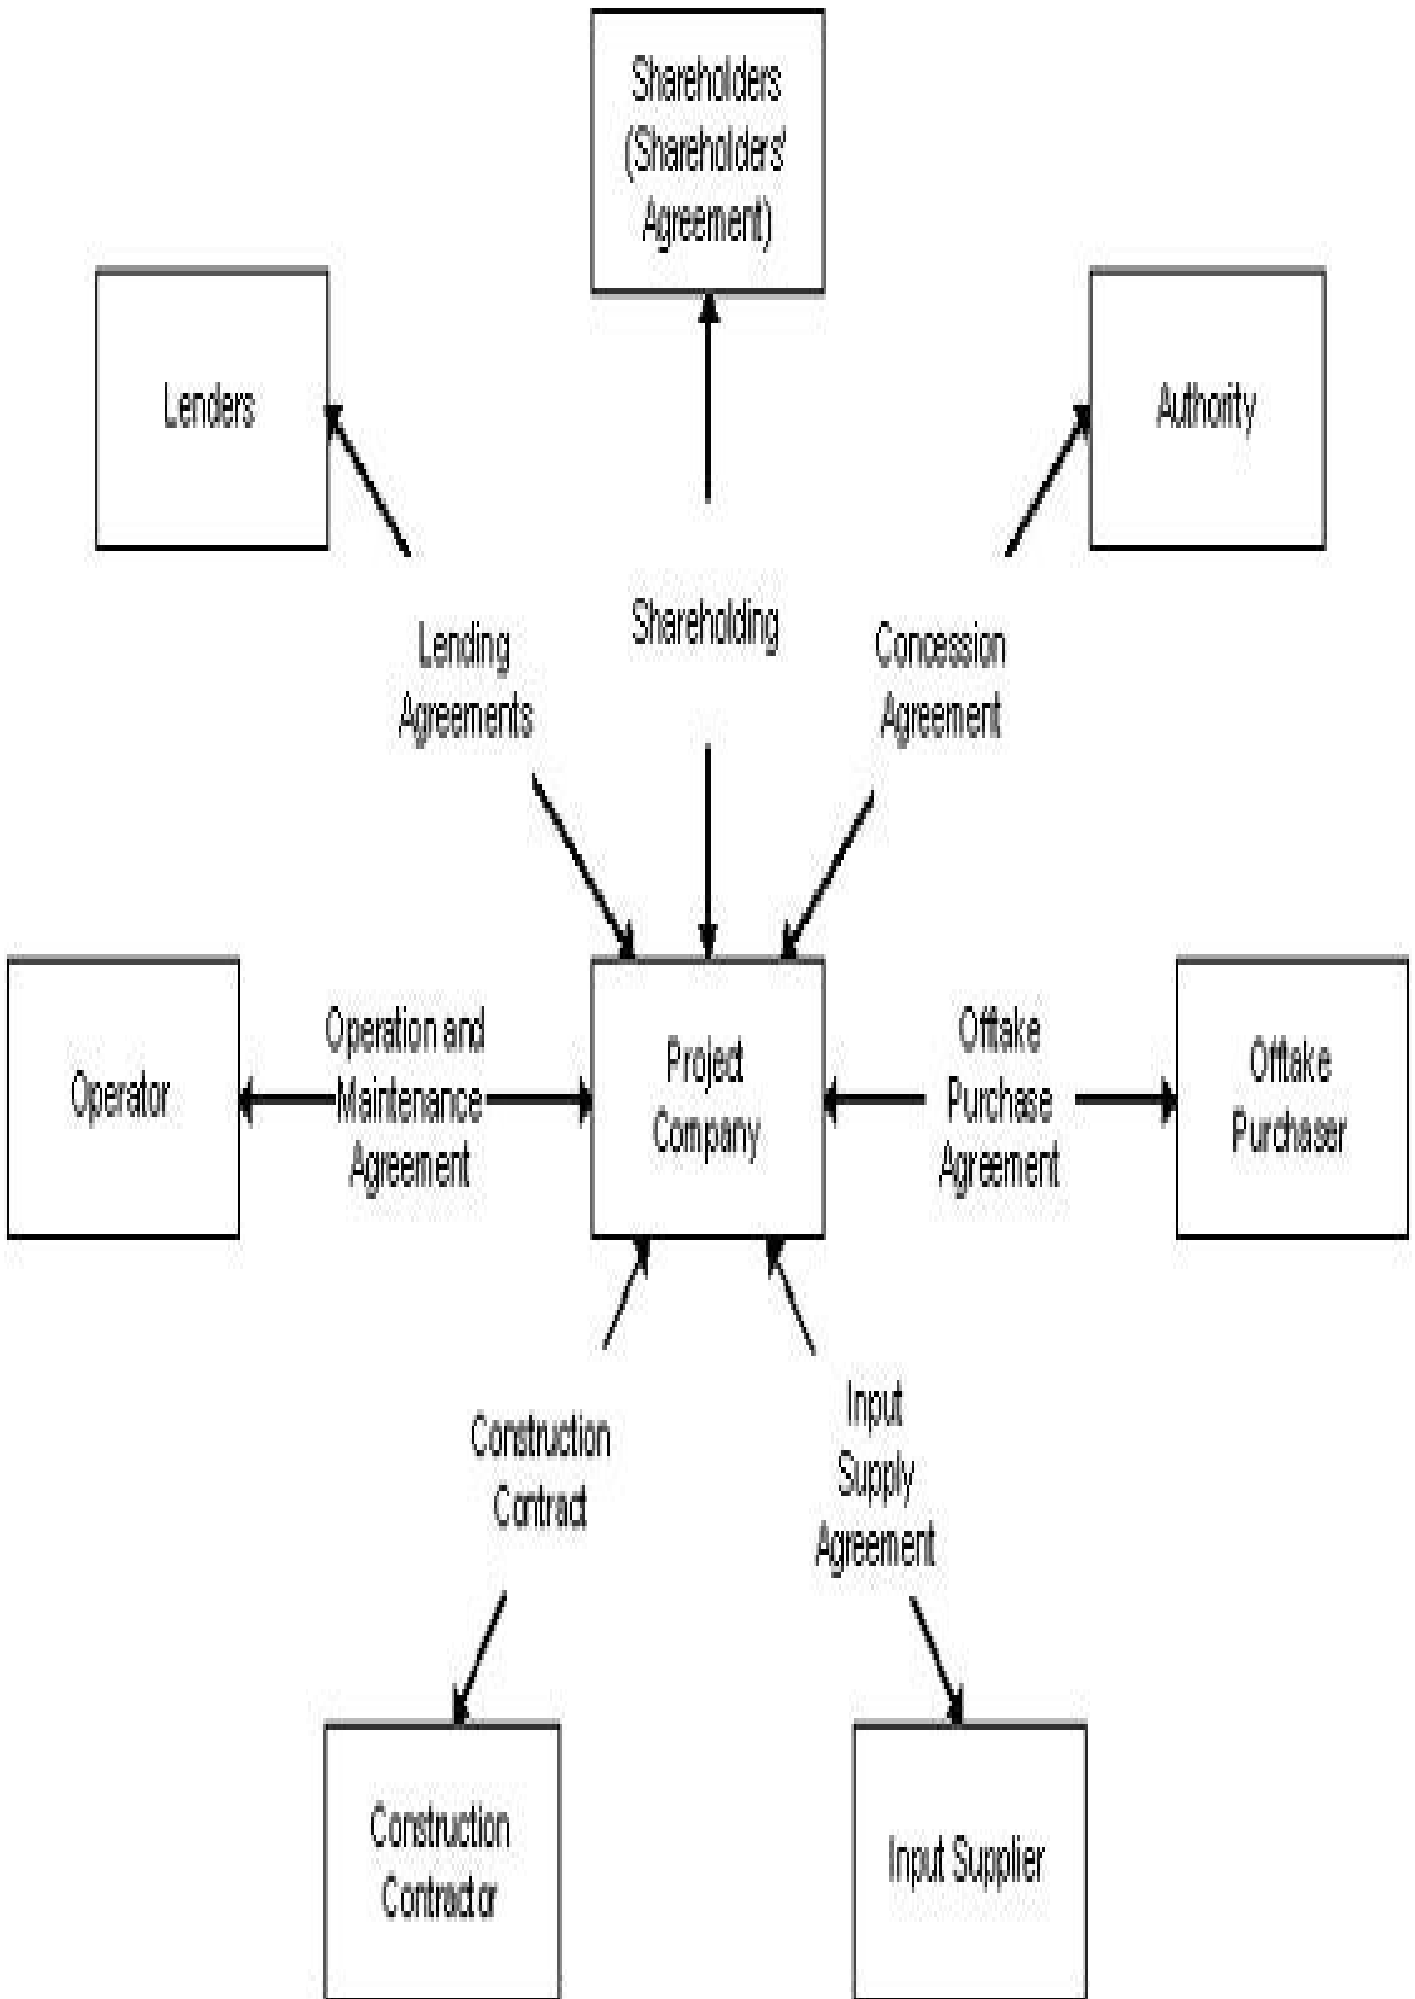 Shareholders
(Shareholders'
Agreement)
Lenders
Authority
Shareholding
Lending
Agreements
Concession
Agreement
Operator
Operation and
Maintenance
Agreement
Project
Company
Offtake
Purchase
Agreement
Offtake
Purchaser
Construction
Contract
Input
Supply
Agreement
Construction
Contractor
Input Supplier